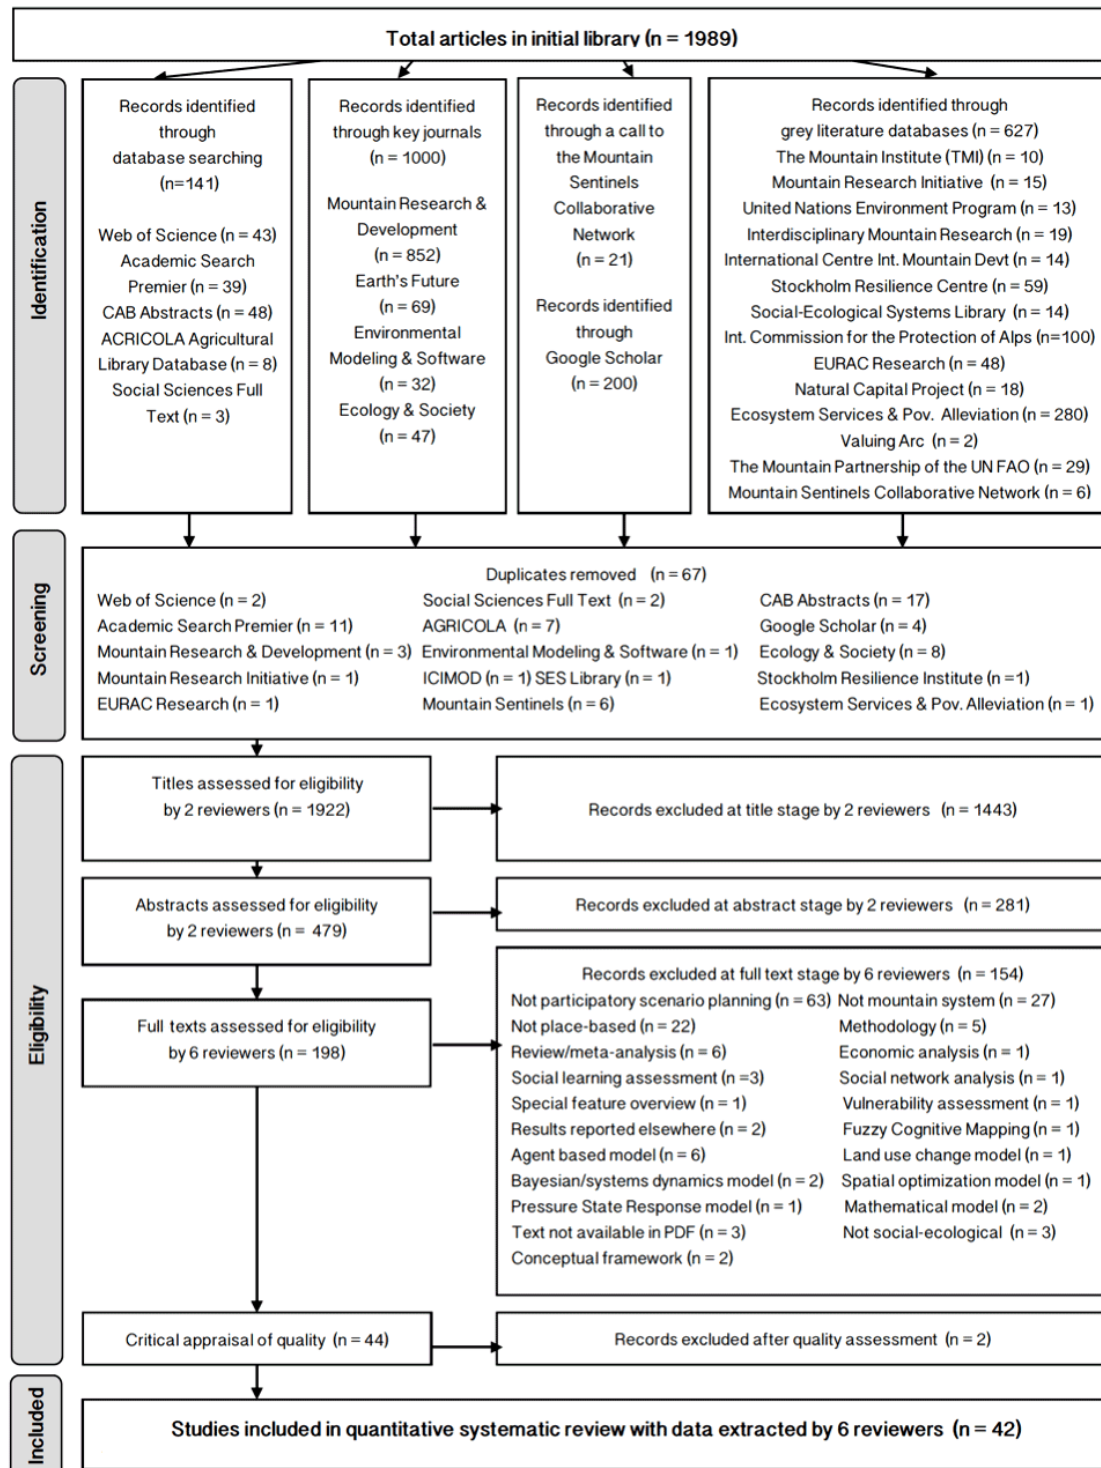 Total articles in initial library (n = 1989)
Identification
Records identified
through
database searching
(n=141)
Web of Science (n = 43)
Academic Search
Premier (n = 39)
CAB Abstracts (n = 48)
ACRICOLA Agricultural
Library Database (n = 8)
Social Sciences Full
Text (n = 3)
Records identified
through key journals
(n = 1000)
Mountain Research &
Development
(n = 852)
Earth's Future
(n = 69)
Environmental
Modeling & Software
(n = 32)
Ecology & Society
(n = 47)
Records identified
through a call to
the Mountain
Sentinels
Collaborative
Network
(n = 21)
Records identified
through
Google Scholar
(n = 200)
Records identified through
grey literature databases (n = 627)
The Mountain Institute (TMI) (n = 10)
Mountain Research Initiative (n = 15)
United Nations Environment Program (n = 13)
Interdisciplinary Mountain Research (n = 19)
International Centre Int. Mountain Devt (n = 14)
Stockholm Resilience Centre (n = 59)
Social-Ecological Systems Library (n = 14)
Int. Commission for the Protection of Alps (n=100)
EURAC Research (n = 48)
Natural Capital Project (n = 18)
Ecosystem Services & Pov. Alleviation (n = 280)
Valuing Arc (n = 2)
The Mountain Partnership of the UN FAO (n = 29)
Mountain Sentinels Collaborative Network (n = 6)
Screening
Duplicates removed (n = 67)
Web of Science (n = 2)
Academic Search Premier (n = 11)
Mountain Research & Development (n = 3)
Mountain Research Initiative (n = 1)
EURAC Research (n = 1)
Social Sciences Full Text (n = 2)
AGRICOLA (n = 7)
Environmental Modeling & Software (n = 1)
ICIMOD (n = 1) SES Library (n = 1)
Mountain Sentinels (n = 6)
CAB Abstracts (n = 17)
Google Scholar (n = 4)
Ecology & Society (n = 8)
Stockholm Resilience Institute (n =1)
Ecosystem Services & Pov. Alleviation (n = 1)
Eligibility
Titles assessed for eligibility
by 2 reviewers (n = 1922)
Records excluded at title stage by 2 reviewers (n = 1443)
Abstracts assessed for eligibility
by 2 reviewers (n = 479)
Records excluded at abstract stage by 2 reviewers (n = 281)
Full texts assessed for eligibility
by 6 reviewers (n = 198)
Records excluded at full text stage by 6 reviewers (n = 154)
Not participatory scenario planning (n = 63)
Not place-based (n = 22)
Review/meta-analysis (n = 6)
Social learning assessment (n =3)
Special feature overview (n = 1)
Results reported elsewhere (n = 2)
Agent based model (n = 6)
Bayesian/systems dynamics model (n = 2)
Pressure State Response model (n = 1)
Text not available in PDF (n = 3)
Conceptual framework (n = 2)
Not mountain system (n = 27)
Methodology (n = 5)
Economic analysis (n = 1)
Social network analysis (n = 1)
Vulnerability assessment (n = 1)
Fuzzy Cognitive Mapping (n = 1)
Land use change model (n = 1)
Spatial optimization model (n = 1)
Mathematical model (n = 2)
Not social-ecological (n = 3)
Critical appraisal of quality (n = 44)
Records excluded after quality assessment (n = 2)
Included
Studies included in quantitative systematic review with data extracted by 6 reviewers (n = 42)